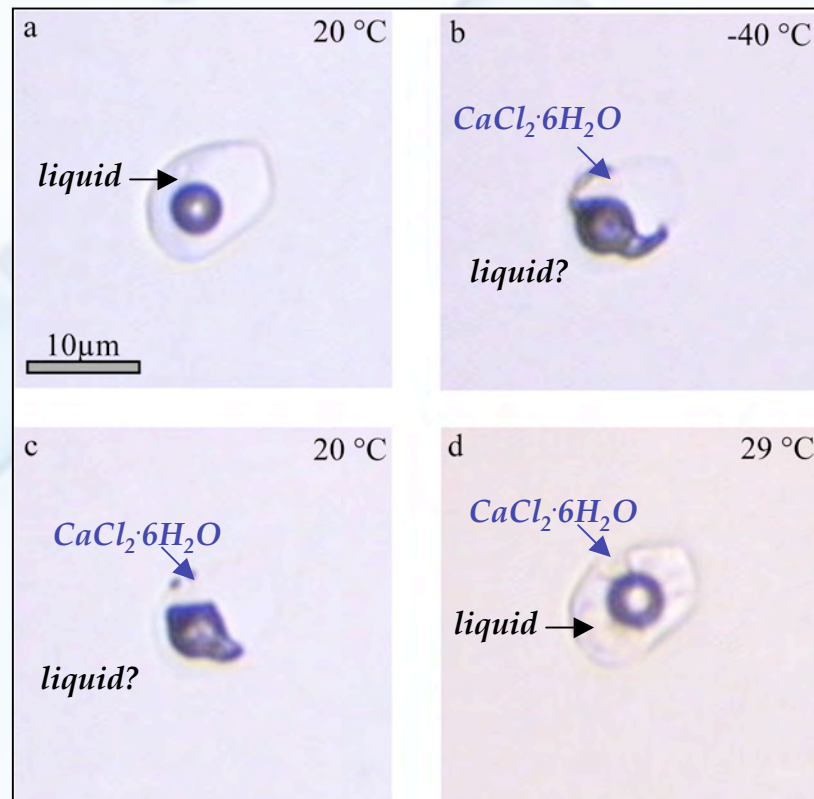 a 20 °C
liquid
10µm
b -40 °C
CaCl₂·6H₂O
liquid?
c 20 °C
CaCl₂·6H₂O
liquid?
d 29 °C
CaCl₂·6H₂O
liquid